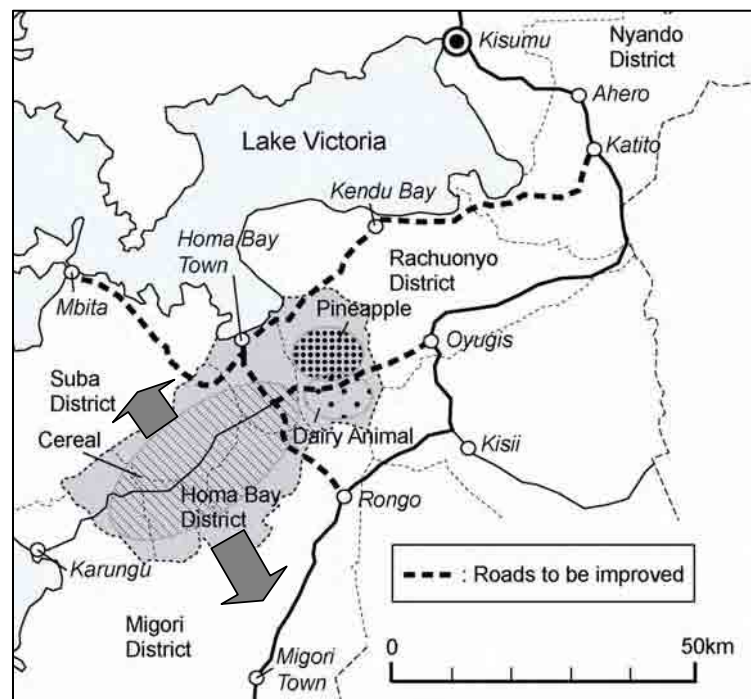 Kisumu
Nyando
District
Ahero
Lake Victoria
Katito
Kendu Bay
Homa Bay
Town
Rachuonyo
District
Mbita
Pineapple
Oyugis
Suba
District
Cereal
Dairy Animal
Kisii
Homa Bay
District
Rongo
Karungu
: Roads to be improved
Migori
District
0
50km
Migori
Town